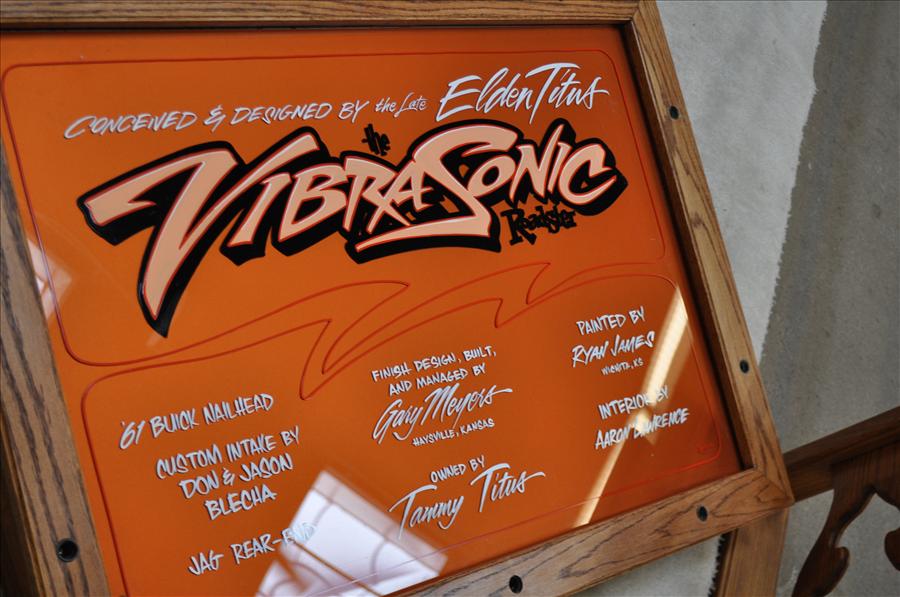 CONCEIVED & DESIGNED BY the Late Elden Titus
the
VIBRASONIC
Roadster
'61 BUICK NAILHEAD
CUSTOM INTAKE BY
DON & JASON
BLECHA
JAG REAR-END
FINISH DESIGN, BUILT,
AND MANAGED BY
Gary Meyers
HAYSVILLE, KANSAS
OWNED BY
Tammy Titus
PAINTED BY
RYAN JAMES
WICHITA, KS
INTERIOR BY
AARON LAWRENCE